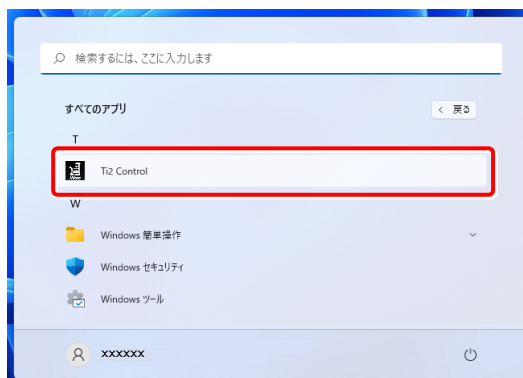 検索するには、ここに入力します
すべてのアプリ
< 戻る
T
Ti2 Control
W
Windows 簡単操作
Windows セキュリティ
Windows ツール
xxxxxx